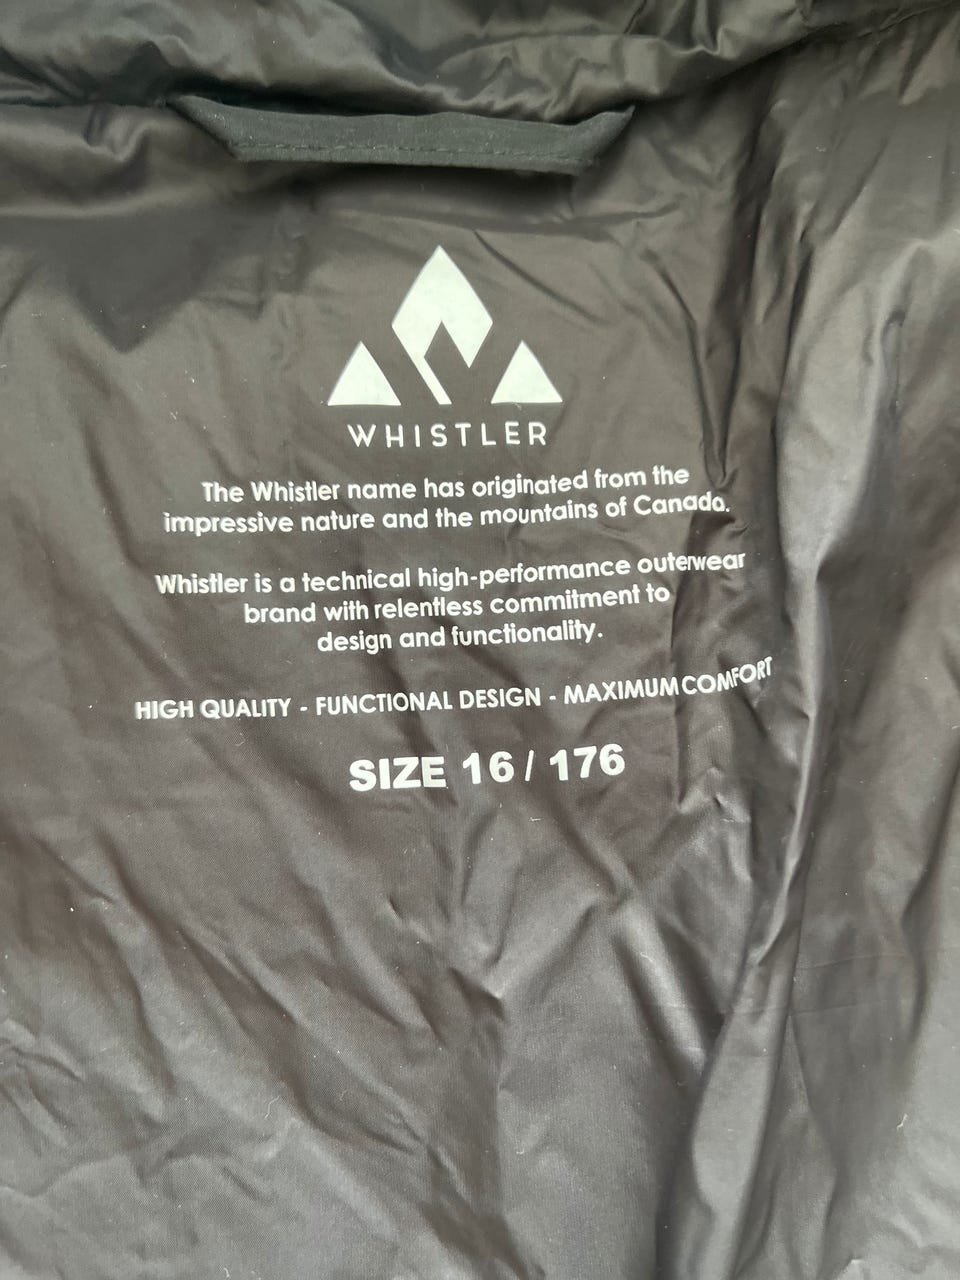 WHISTLER
The Whistler name has originated from the
impressive nature and the mountains of Canada.
Whistler is a technical high-performance outerwear
brand with relentless commitment to
design and functionality.
HIGH QUALITY - FUNCTIONAL DESIGN - MAXIMUM COMFORT
SIZE 16 / 176